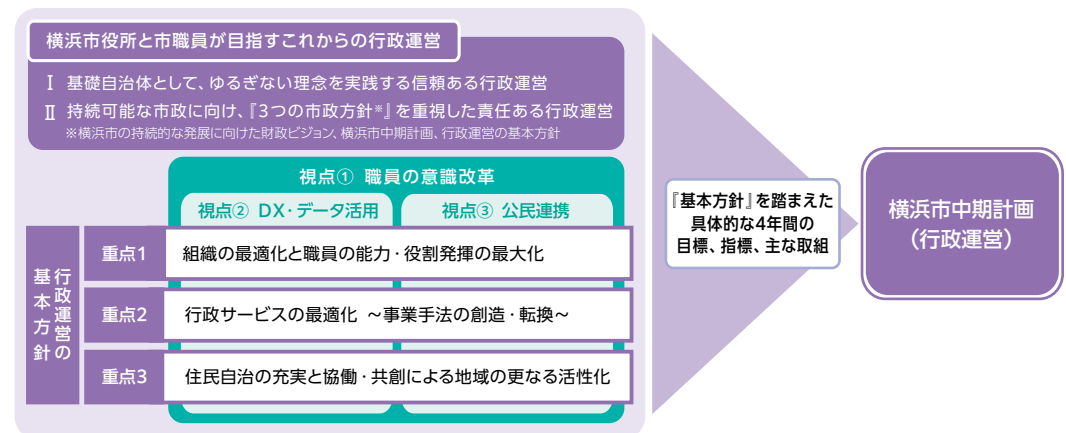 横浜市役所と市職員が目指すこれからの行政運営
Ⅰ 基礎自治体として、ゆるぎない理念を実践する信頼ある行政運営
Ⅱ 持続可能な市政に向け、『3つの市政方針※』を重視した責任ある行政運営
※横浜市の持続的な発展に向けた財政ビジョン、横浜市中期計画、行政運営の基本方針
視点① 職員の意識改革
視点② DX・データ活用
視点③ 公民連携
行政運営の
基本方針
重点1
組織の最適化と職員の能力・役割発揮の最大化
重点2
行政サービスの最適化 ～事業手法の創造・転換～
重点3
住民自治の充実と協働・共創による地域の更なる活性化
『基本方針』を踏まえた
具体的な4年間の
目標、指標、主な取組
横浜市中期計画
（行政運営）